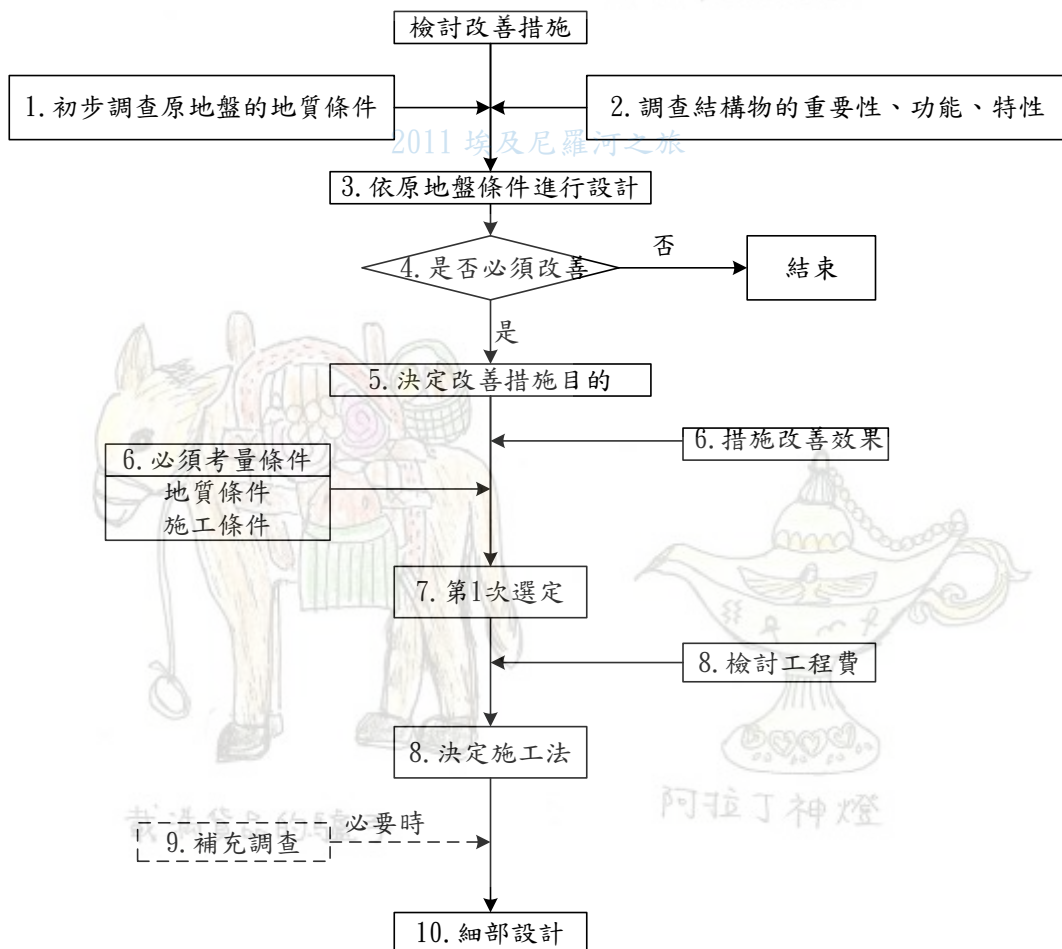 檢討改善措施
1.初步調查原地盤的地質條件
2.調查結構物的重要性、功能、特性
2011 埃及尼羅河之旅
3.依原地盤條件進行設計
4.是否必須改善
否
結束
是
5.決定改善措施目的
6.措施改善效果
6.必須考量條件
地質條件
施工條件
7.第1次選定
8.檢討工程費
8.決定施工法
阿拉丁神燈
載滿貨品的驢
必要時
9.補充調查
10.細部設計